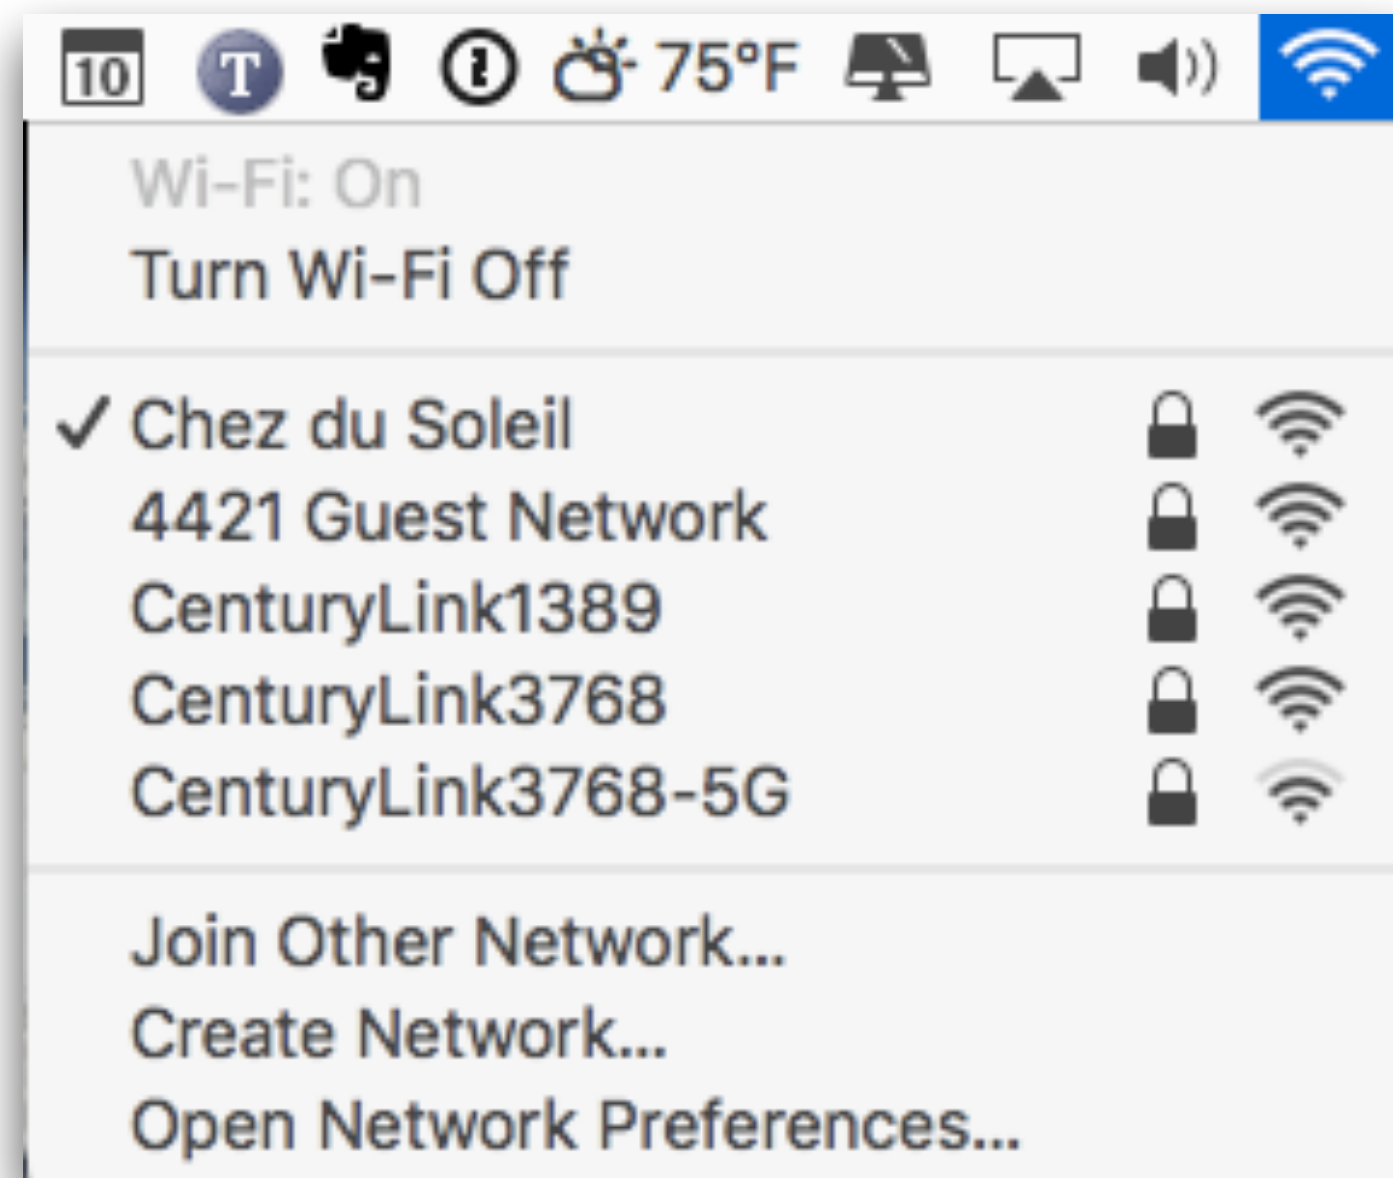 10 T 75°F
Wi-Fi: On
Turn Wi-Fi Off
Chez du Soleil
4421 Guest Network
CenturyLink1389
CenturyLink3768
CenturyLink3768-5G
Join Other Network...
Create Network...
Open Network Preferences...